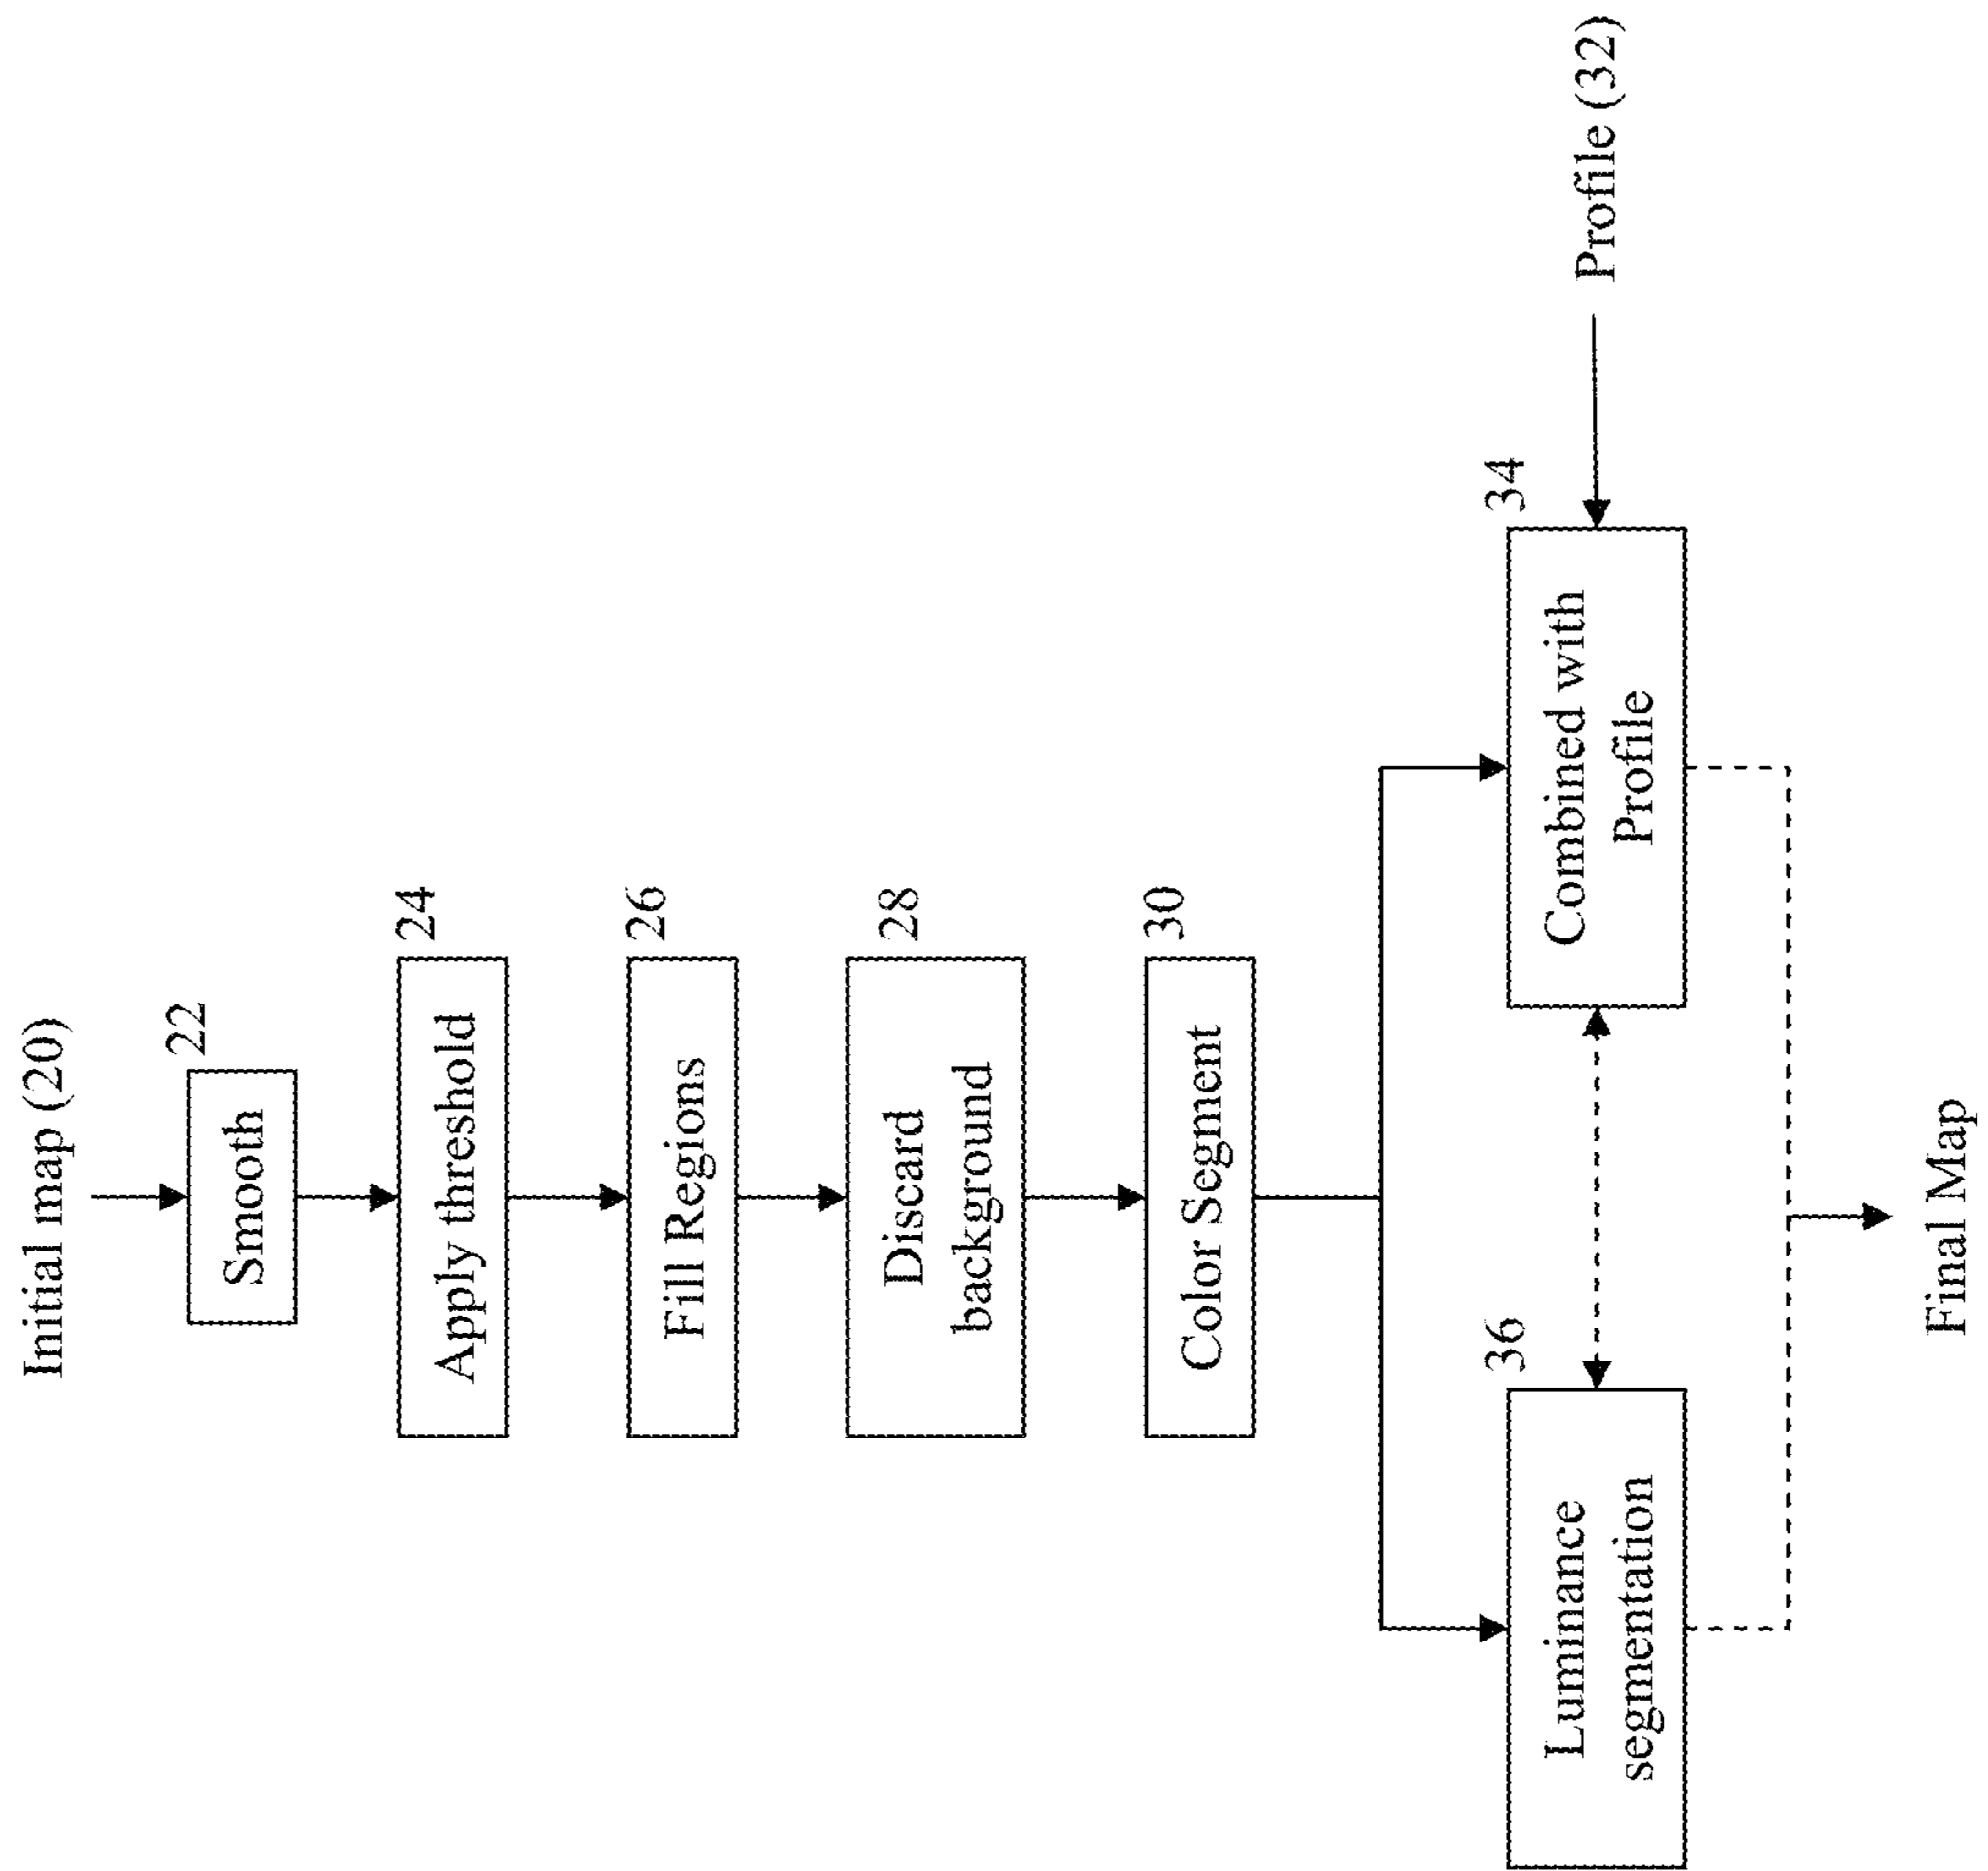 Initial map (20)
22
Smooth
24
Apply threshold
26
Fill Regions
28
Discard
background
30
Color Segment
36
Luminance
segmentation
34
Combined with
Profile
Profile (32)
Final Map